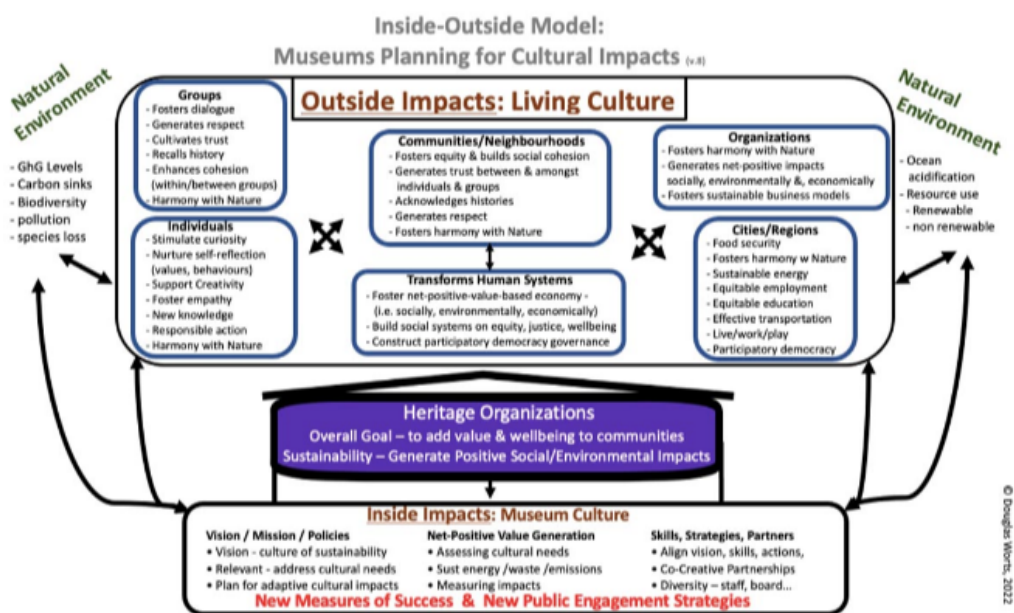 Inside-Outside Model:
Museums Planning for Cultural Impacts (v.8)
Natural
Environment
- GhG Levels
- Carbon sinks
- Biodiversity
- pollution
- species loss
Outside Impacts: Living Culture
Groups
- Fosters dialogue
- Generates respect
- Cultivates trust
- Recalls history
- Enhances cohesion
(within/between groups)
- Harmony with Nature
Individuals
- Stimulate curiosity
- Nurture self-reflection
(values, behaviours)
- Support Creativity
- Foster empathy
- New knowledge
- Responsible action
- Harmony with Nature
Communities/Neighbourhoods
- Fosters equity & builds social cohesion
- Generates trust between & amongst
individuals & groups
- Acknowledges histories
- Generates respect
- Fosters harmony with Nature
Transforms Human Systems
- Foster net-positive-value-based economy -
(i.e. socially, environmentally, economically)
- Build social systems on equity, justice, wellbeing
- Construct participatory democracy governance
Organizations
- Fosters harmony with Nature
- Generates net-positive impacts
socially, environmentally &, economically
- Fosters sustainable business models
Cities/Regions
- Food security
- Fosters harmony w Nature
- Sustainable energy
- Equitable employment
- Equitable education
- Effective transportation
- Live/work/play
- Participatory democracy
Natural
Environment
- Ocean
acidification
- Resource use
- Renewable
- non renewable
Heritage Organizations
Overall Goal – to add value & wellbeing to communities
Sustainability – Generate Positive Social/Environmental Impacts
Inside Impacts: Museum Culture
Vision / Mission / Policies
• Vision - culture of sustainability
• Relevant - address cultural needs
• Plan for adaptive cultural impacts
Net-Positive Value Generation
• Assessing cultural needs
• Sust energy /waste /emissions
• Measuring impacts
Skills, Strategies, Partners
• Align vision, skills, actions,
• Co-Creative Partnerships
• Diversity – staff, board...
New Measures of Success & New Public Engagement Strategies
© Douglas Worts, 2022